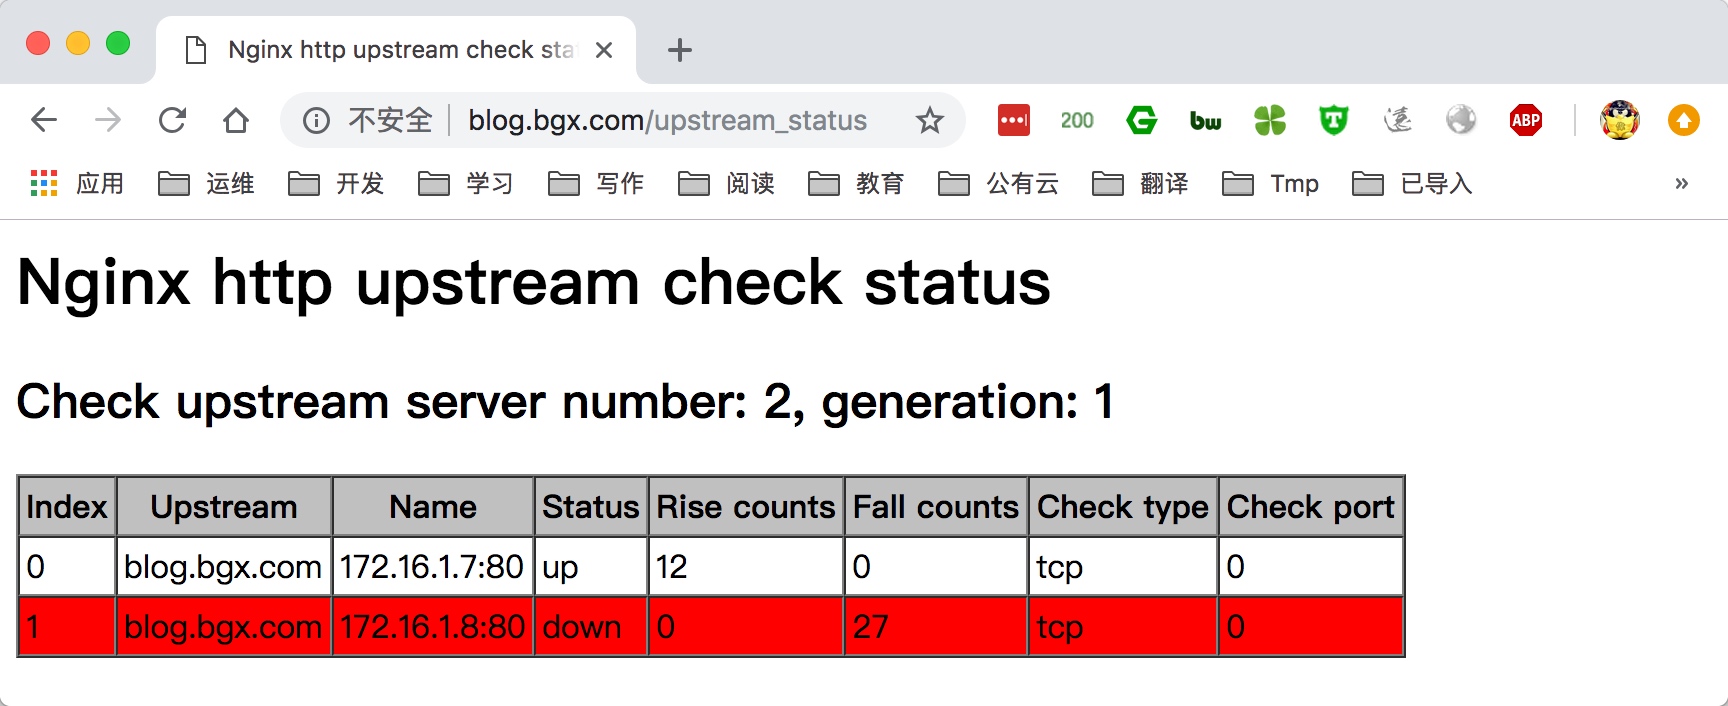 Nginx http upstream check sta
不安全 blog.bgx.com/upstream_status 200 bw 遠 ABP
应用 运维 开发 学习 写作 阅读 教育 公有云 翻译 Tmp 已导入 »
Nginx http upstream check status
Check upstream server number: 2, generation: 1
Index Upstream Name Status Rise counts Fall counts Check type Check port
0 blog.bgx.com 172.16.1.7:80 up 12 0 tcp 0
1 blog.bgx.com 172.16.1.8:80 down 0 27 tcp 0